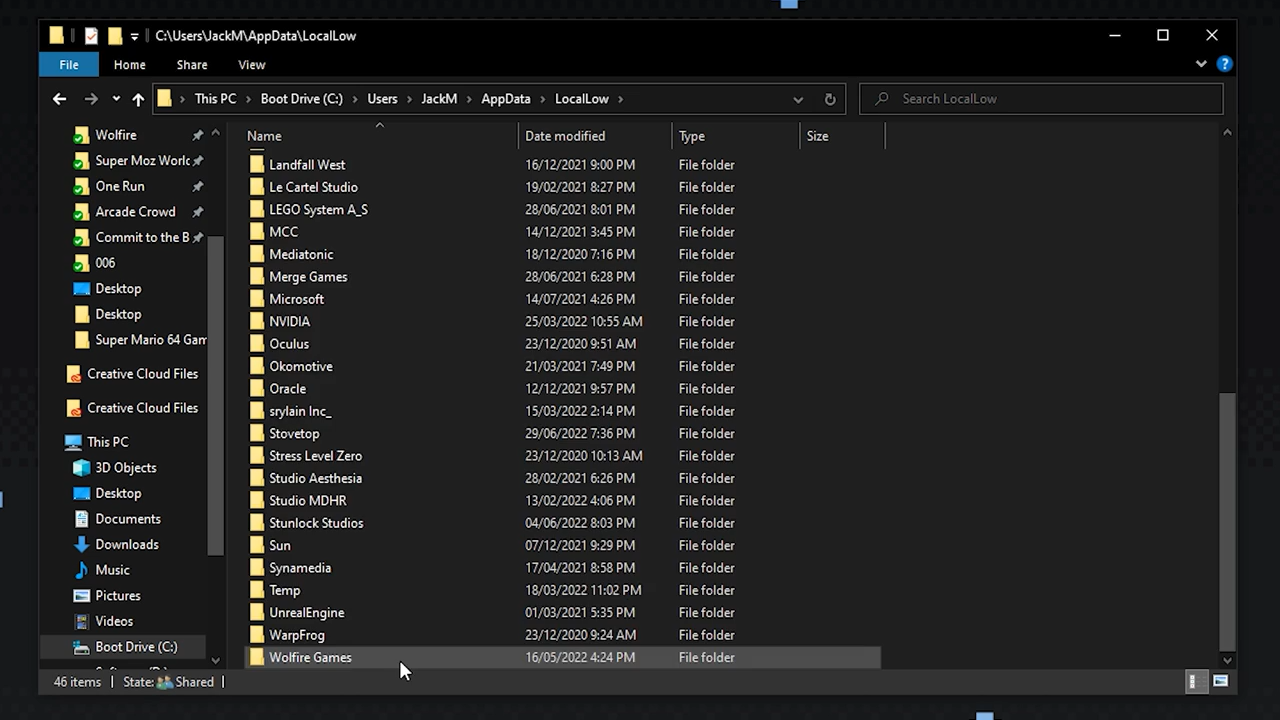 C:\Users\JackM\AppData\LocalLow
File Home Share View
This PC Boot Drive (C:) Users JackM AppData LocalLow Search LocalLow
Wolfire
Super Moz Worlc
One Run
Arcade Crowd
Commit to the B
006
Desktop
Desktop
Super Mario 64 Gam
Creative Cloud Files
Creative Cloud Files
This PC
3D Objects
Desktop
Documents
Downloads
Music
Pictures
Videos
Boot Drive (C:)
Name Date modified Type Size
Landfall West 16/12/2021 9:00 PM File folder
Le Cartel Studio 19/02/2021 8:27 PM File folder
LEGO System A_S 28/06/2021 8:01 PM File folder
MCC 14/12/2021 3:45 PM File folder
Mediatonic 18/12/2020 7:16 PM File folder
Merge Games 28/06/2021 6:28 PM File folder
Microsoft 14/07/2021 4:26 PM File folder
NVIDIA 25/03/2022 10:55 AM File folder
Oculus 23/12/2020 9:51 AM File folder
Okomotive 21/03/2021 7:49 PM File folder
Oracle 12/12/2021 9:57 PM File folder
srylain Inc_ 15/03/2022 2:14 PM File folder
Stovetop 29/06/2022 7:36 PM File folder
Stress Level Zero 23/12/2020 10:13 AM File folder
Studio Aesthesia 28/02/2021 6:26 PM File folder
Studio MDHR 13/02/2022 4:06 PM File folder
Stunlock Studios 04/06/2022 8:03 PM File folder
Sun 07/12/2021 9:29 PM File folder
Synamedia 17/04/2021 8:58 PM File folder
Temp 18/03/2022 11:02 PM File folder
UnrealEngine 01/03/2021 5:35 PM File folder
WarpFrog 23/12/2020 9:24 AM File folder
Wolfire Games 16/05/2022 4:24 PM File folder
46 items State: Shared